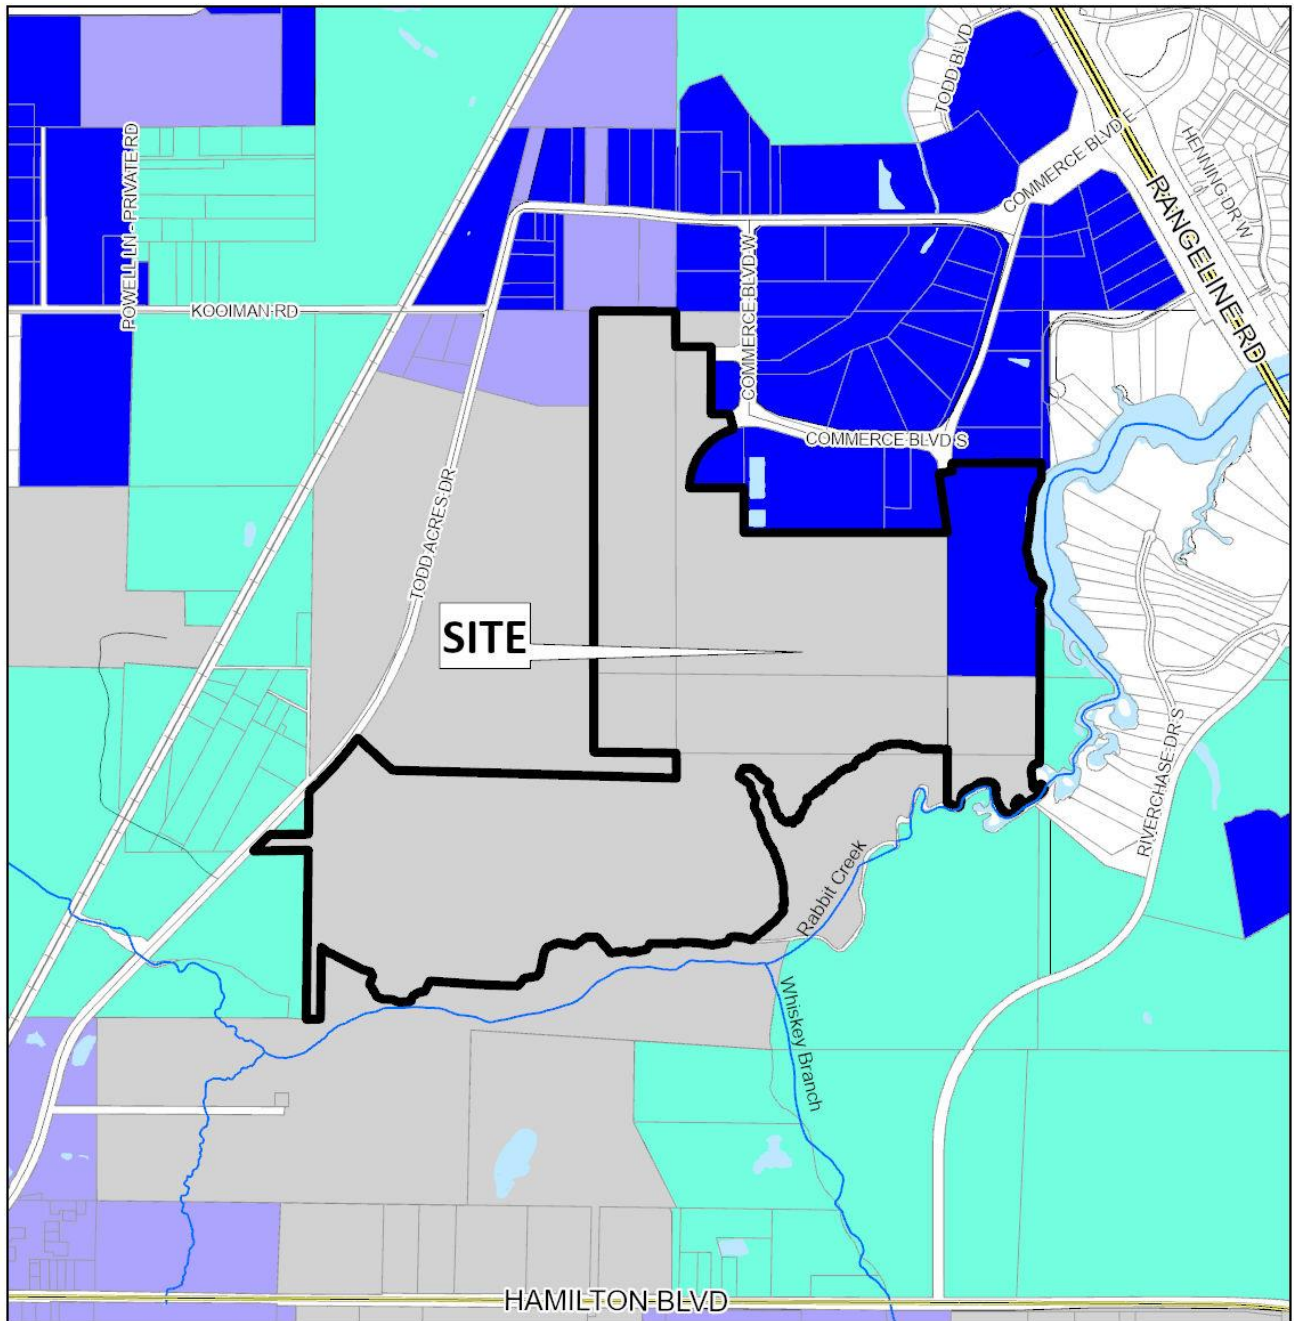 TODD BLVD
COMMERCE BLVD E
HENNING DR W
RANGELINE RD
POWELL LN - PRIVATE RD
KOOIMAN RD
COMMERCE BLVD W
COMMERCE BLVD S
TODD ACRES DR
SITE
RIVERCHASE DR S
Rabbit Creek
Whiskey Branch
HAMILTON BLVD